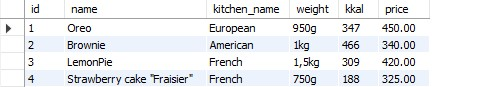 id name kitchen_name weight kkal price
1 Oreo European 950g 347 450.00
2 Brownie American 1kg 466 340.00
3 LemonPie French 1,5kg 309 420.00
4 Strawberry cake "Fraisier" French 750g 188 325.00